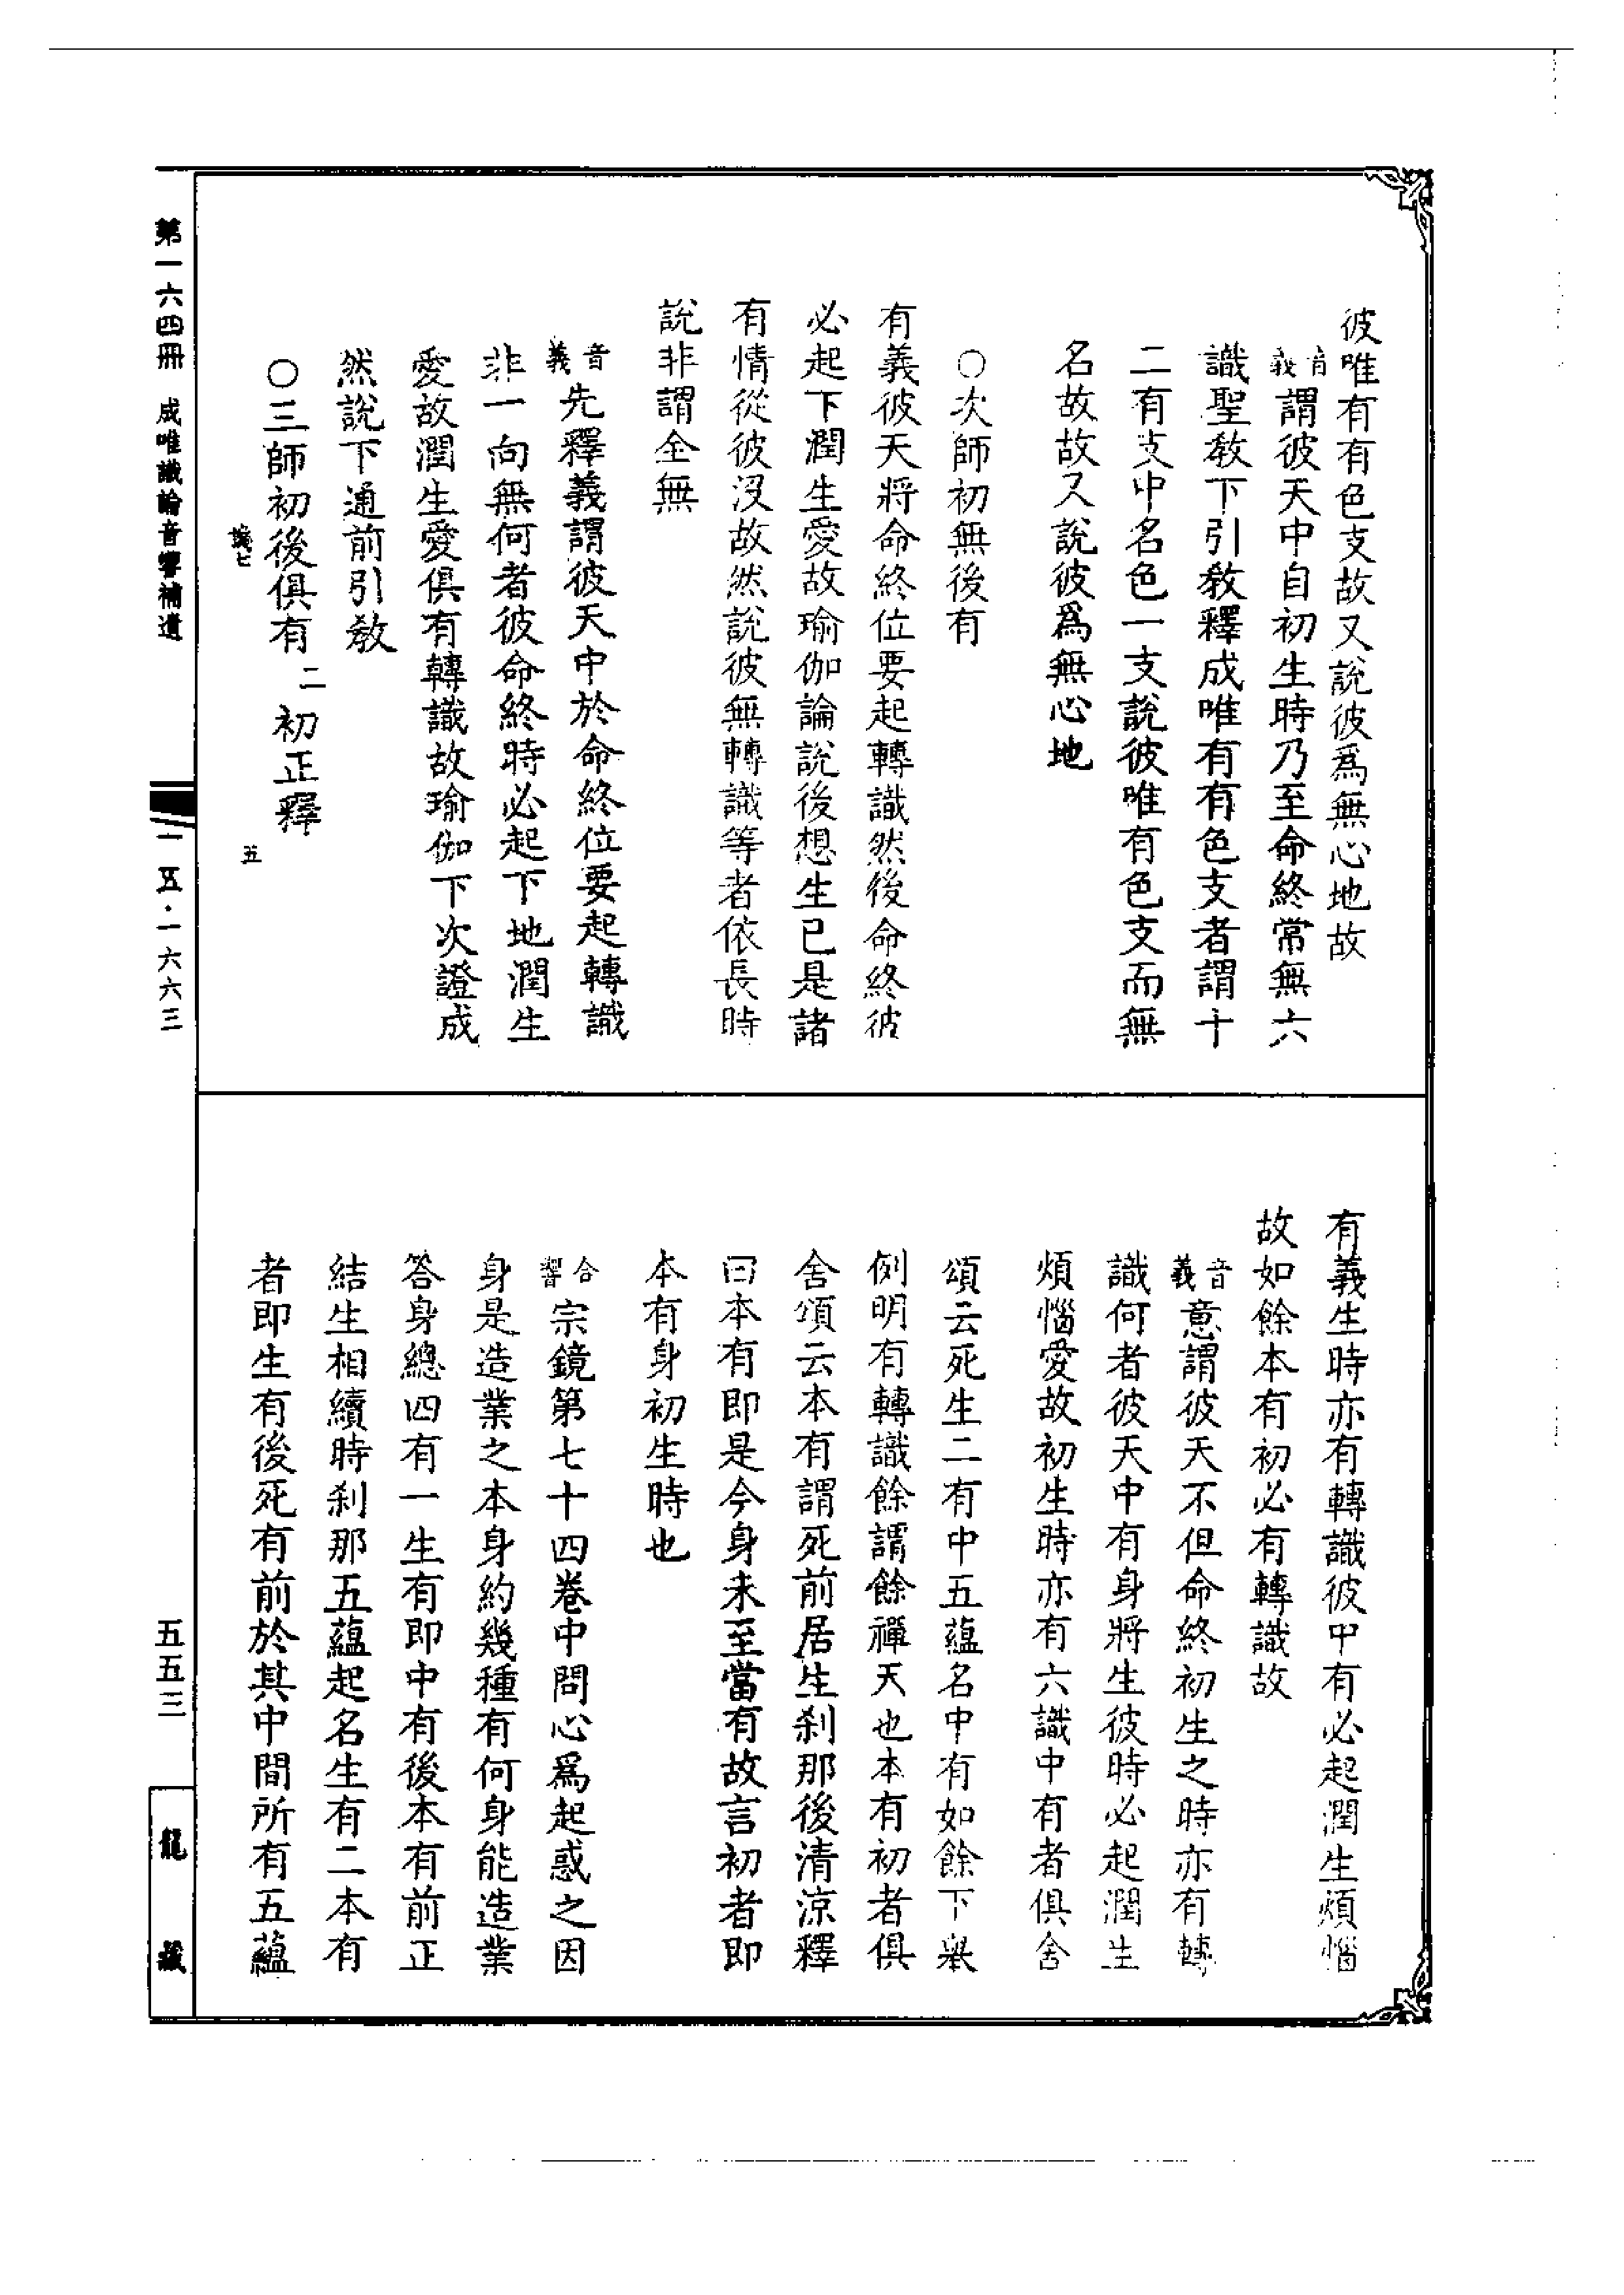 彼唯有有色支故又說彼爲無心地故
音義謂彼天中自初生時乃至命終常無六
識聖教下引教釋成唯有有色支者謂十
二有支中名色一支說彼唯有色支而無
名故故又說彼爲無心地
○次師初無後有
有義彼天將命終位要起轉識然後命終彼
必起下潤生愛故瑜伽論說後想生已是諸
有情從彼沒故然說彼無轉識等者依長時
說非謂全無
音義先釋義謂彼天中於命終位要起轉識
非一向無何者彼命終時必起下地潤生
愛故潤生愛俱有轉識故瑜伽下次證成
然說下通前引教
○三師初後俱有二初正釋
五
有義生時亦有轉識彼中有必起潤生煩惱
故如餘本有初必有轉識故
音義意謂彼天不但命終初生之時亦有轉
識何者彼天中有身將生彼時必起潤生
煩惱愛故初生時亦有六識中有者俱舍
頌云死生二有中五蘊名中有如餘下舉
例明有轉識餘謂餘禪天也本有初者俱
舍頌云本有謂死前居生刹那後清涼釋
曰本有即是今身未至當有故言初者即
本有身初生時也
合響宗鏡第七十四卷中問心爲起惑之因
身是造業之本身約幾種有何身能造業
答身總四有一生有即中有後本有前正
結生相續時刹那五蘊起名生有二本有
者即生有後死有前於其中間所有五蘊
第一六四冊 成唯識論音響補遺
一五·一六六三
五五三
龍藏